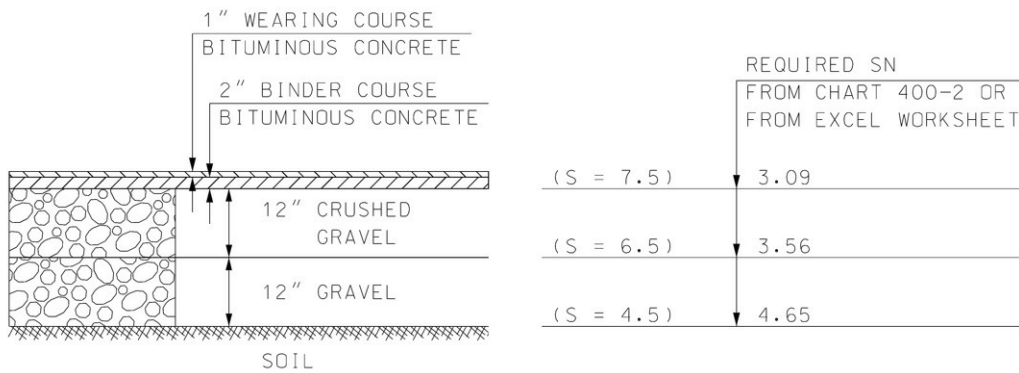 1" WEARING COURSE
BITUMINOUS CONCRETE
2" BINDER COURSE
BITUMINOUS CONCRETE
12" CRUSHED
GRAVEL
12" GRAVEL
SOIL
REQUIRED SN
FROM CHART 400-2 OR
FROM EXCEL WORKSHEET
(S = 7.5) 3.09
(S = 6.5) 3.56
(S = 4.5) 4.65